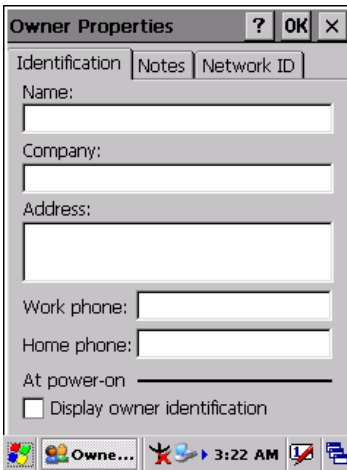 Owner Properties ? OK ×
Identification Notes Network ID
Name:
Company:
Address:
Work phone:
Home phone:
At power-on
Display owner identification
Owne... 3:22 AM